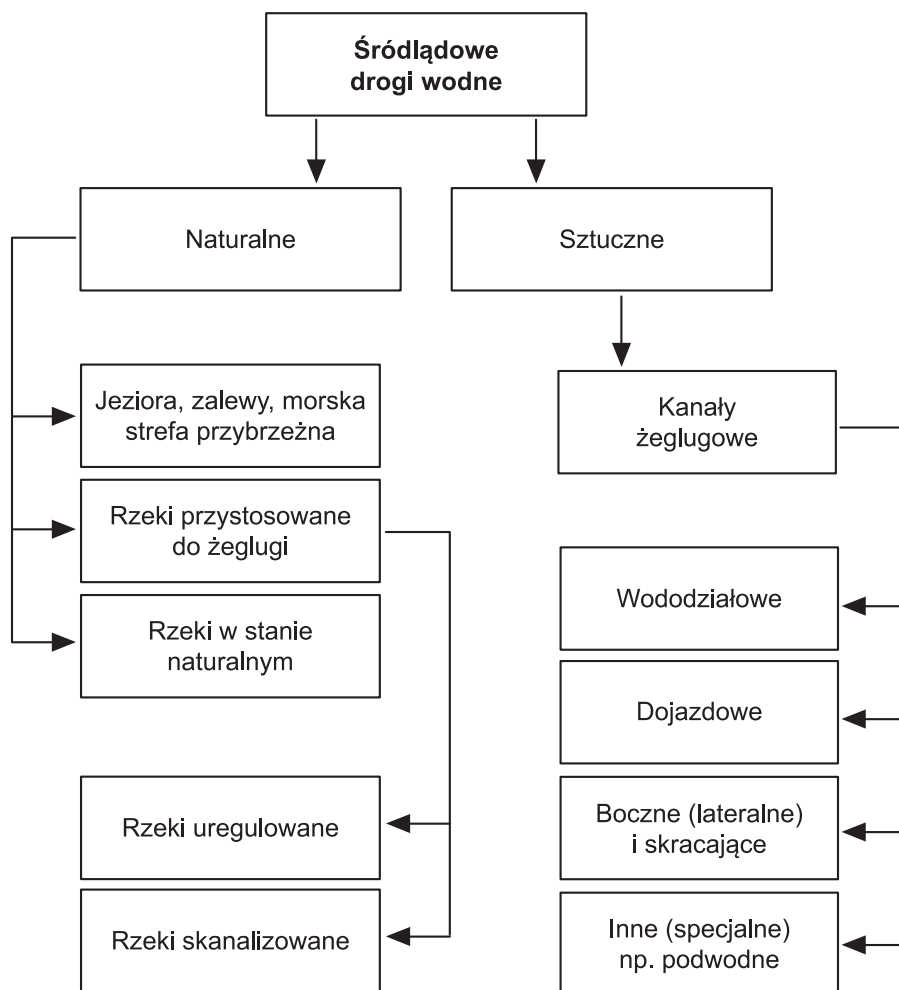 Śródlądowe
drogi wodne
Naturalne
Sztuczne
Jeziora, zalewy, morska
strefa przybrzeżna
Kanały
żeglugowe
Rzeki przystosowane
do żeglugi
Wododziałowe
Rzeki w stanie
naturalnym
Dojazdowe
Rzeki uregulowane
Boczne (lateralne)
i skracające
Rzeki skanalizowane
Inne (specjalne)
np. podwodne